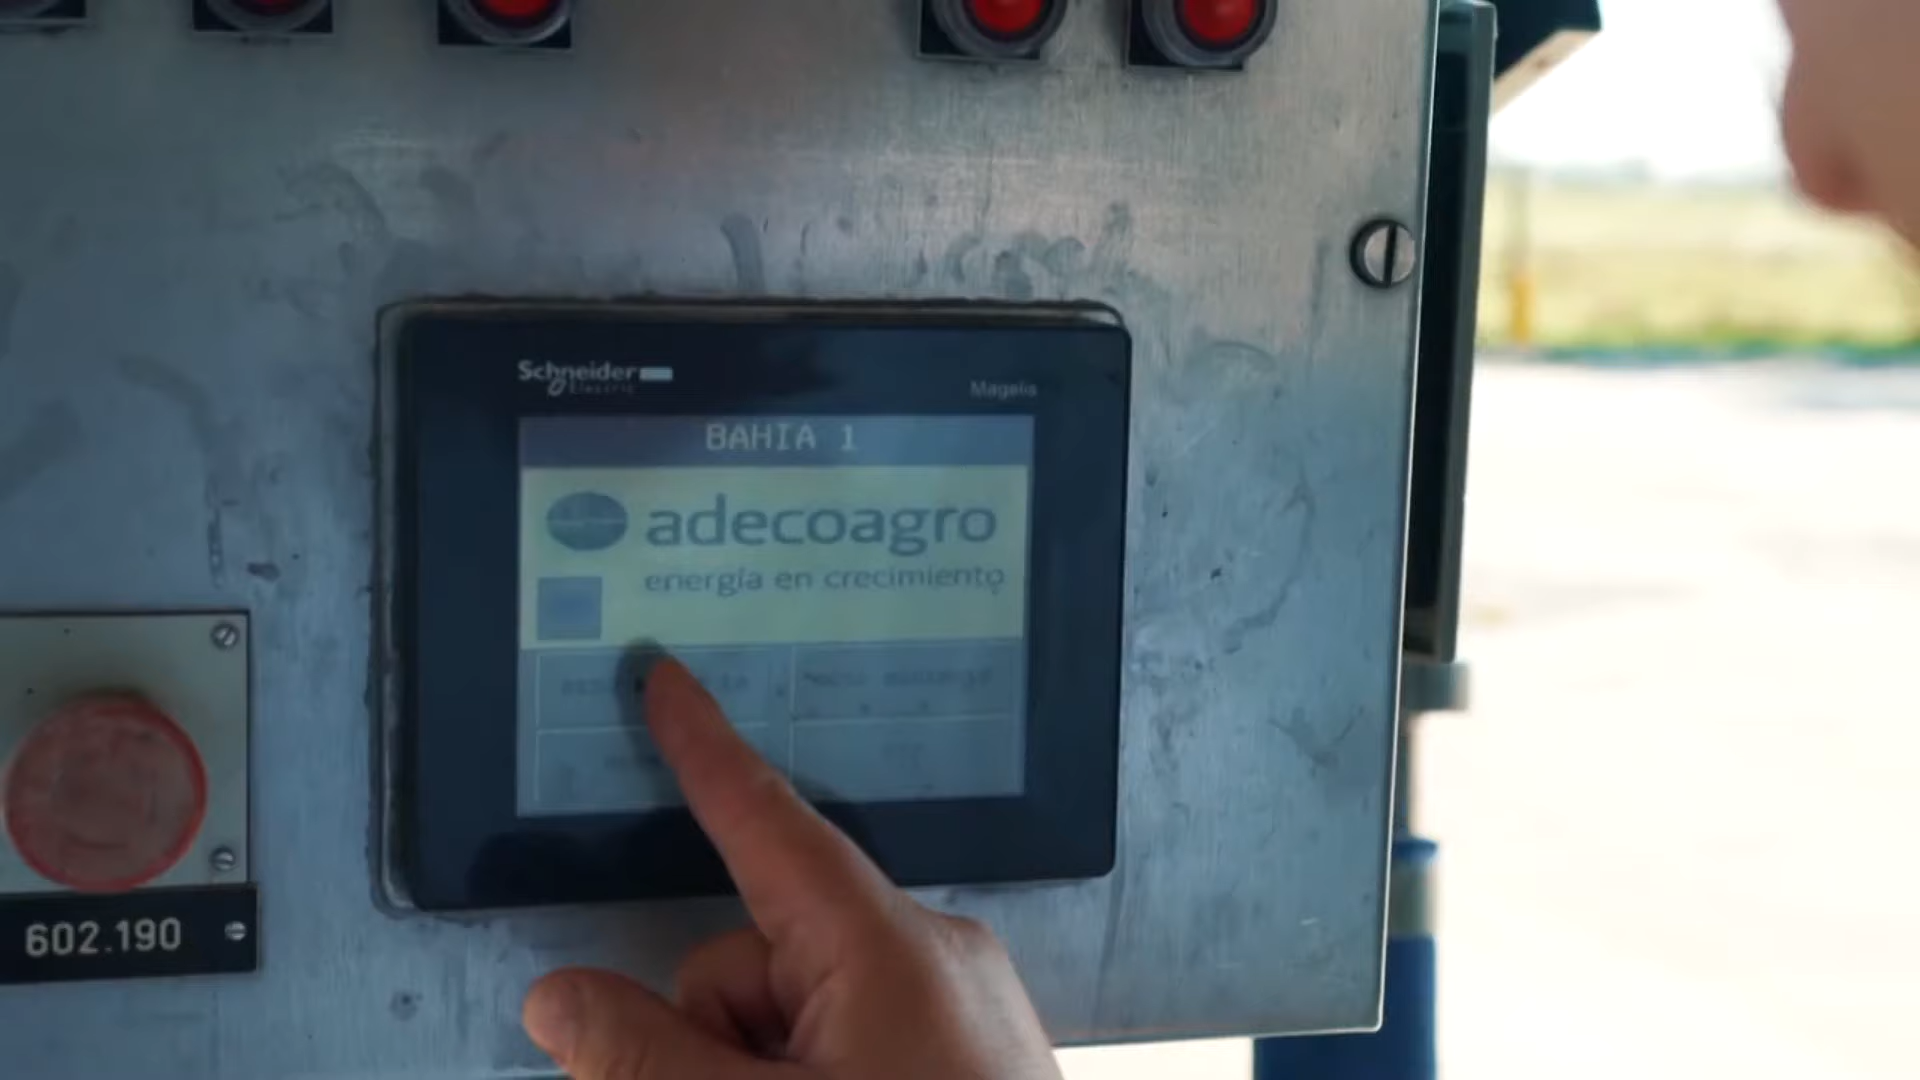 Schneider
Electric
Magelis
BAHIA 1
adecoagro
energía en crecimiento
602.190